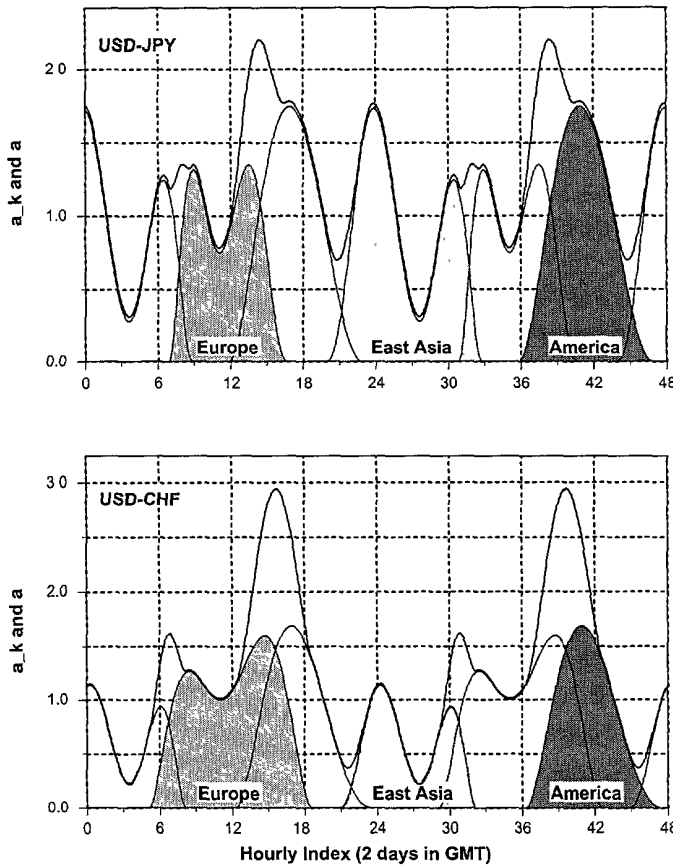 USD-JPY
2 0
1.0
0.0
a_k and a
Europe
East Asia
America
0 6 12 18 24 30 36 42 48
USD-CHF
3 0
2.0
1.0
0.0
a_k and a
Europe
East Asia
America
0 6 12 18 24 30 36 42 48
Hourly Index (2 days in GMT)